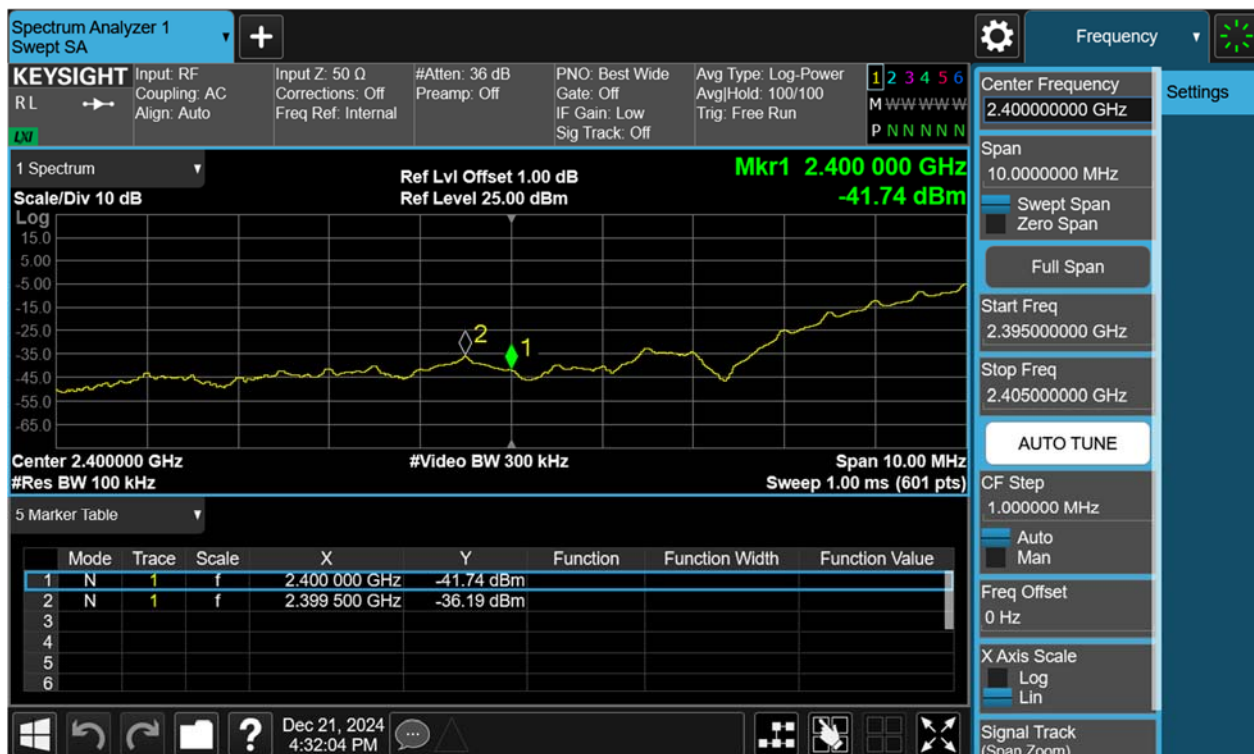 Spectrum Analyzer 1
Swept SA
+
Frequency
KEYSIGHT
R L
LXI
Input: RF
Coupling: AC
Align: Auto
Input Z: 50 Ω
Corrections: Off
Freq Ref: Internal
#Atten: 36 dB
Preamp: Off
PNO: Best Wide
Gate: Off
IF Gain: Low
Sig Track: Off
Avg Type: Log-Power
Avg|Hold: 100/100
Trig: Free Run
1 2 3 4 5 6
M W W W W W
P N N N N N
1 Spectrum
Scale/Div 10 dB
Ref Lvl Offset 1.00 dB
Ref Level 25.00 dBm
Mkr1 2.400 000 GHz
-41.74 dBm
Log
15.0
5.00
-5.00
-15.0
-25.0
-35.0
-45.0
-55.0
-65.0
2
1
Center 2.400000 GHz
#Res BW 100 kHz
#Video BW 300 kHz
Span 10.00 MHz
Sweep 1.00 ms (601 pts)
5 Marker Table
Mode Trace Scale X Y Function Function Width Function Value
1 N 1 f 2.400 000 GHz -41.74 dBm
2 N 1 f 2.399 500 GHz -36.19 dBm
3
4
5
6
Dec 21, 2024
4:32:04 PM
Center Frequency
2.400000000 GHz
Settings
Span
10.0000000 MHz
Swept Span
Zero Span
Full Span
Start Freq
2.395000000 GHz
Stop Freq
2.405000000 GHz
AUTO TUNE
CF Step
1.000000 MHz
Auto
Man
Freq Offset
0 Hz
X Axis Scale
Log
Lin
Signal Track
(Span Zoom)